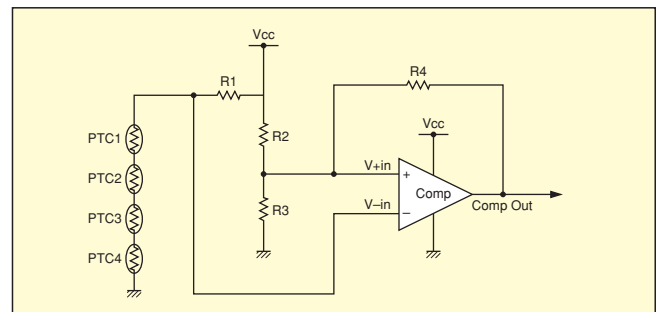 Vcc
R1
R4
PTC1
R2
Vcc
V+in
+
PTC2
Comp
Comp Out
PTC3
R3
V–in
–
PTC4